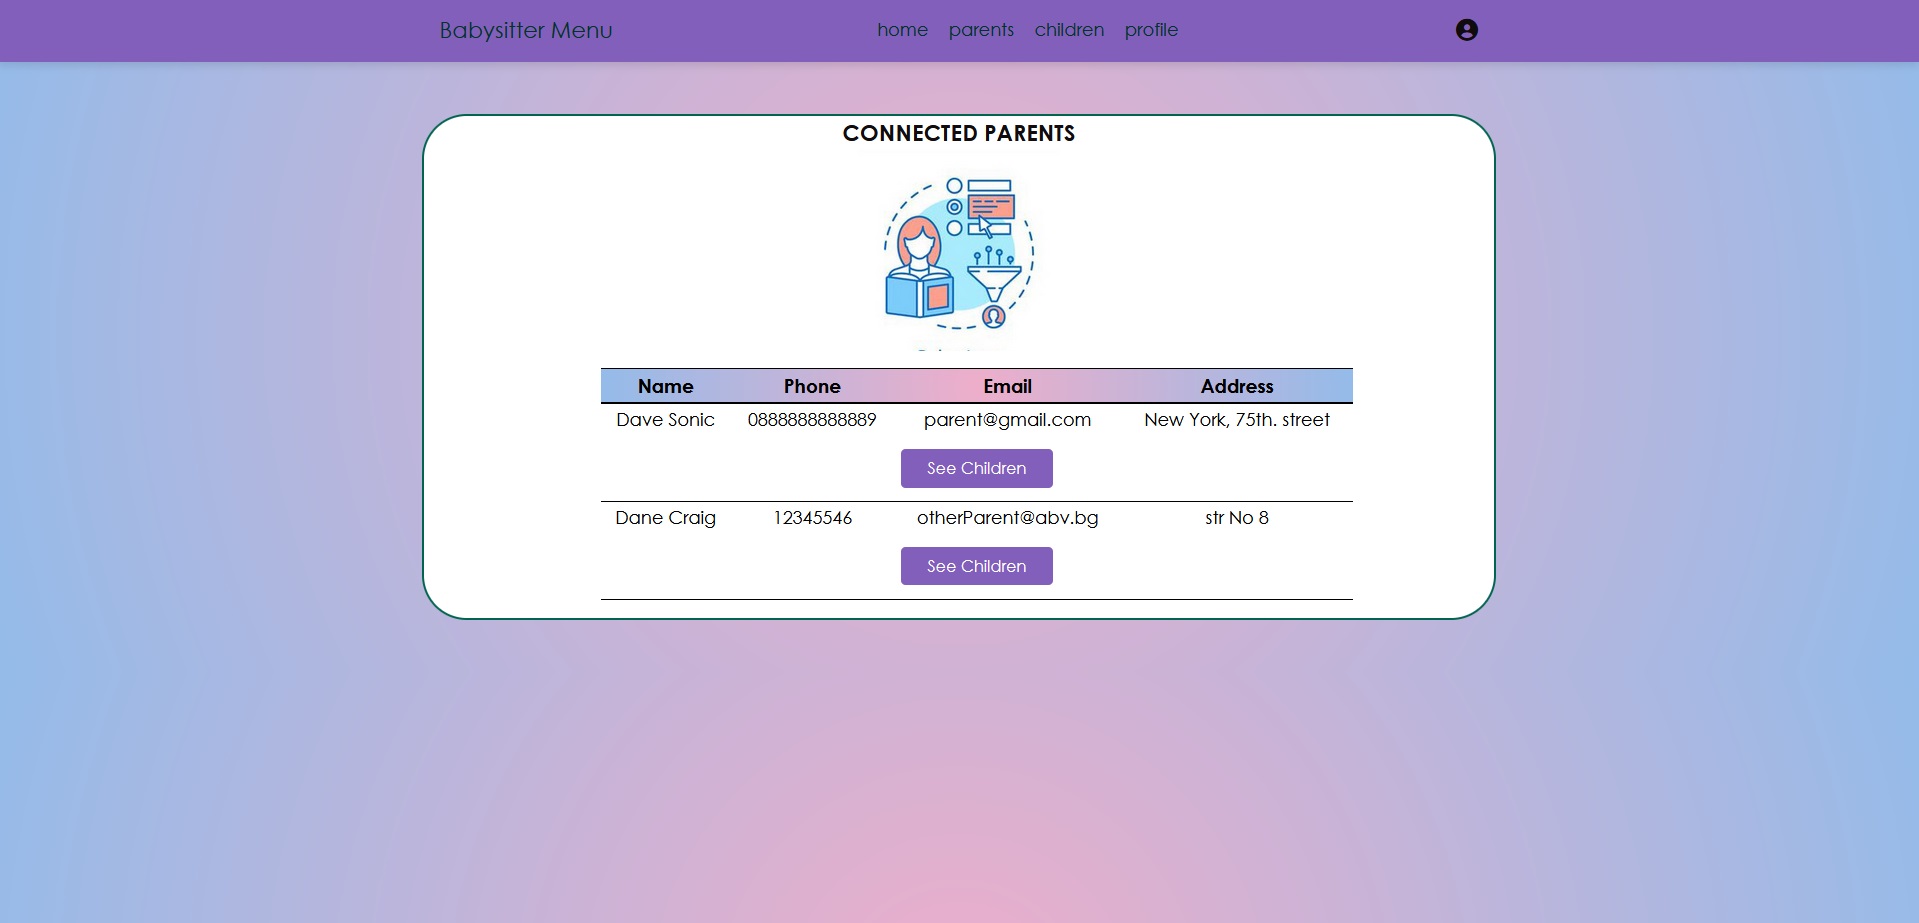 Babysitter Menu home parents children profile
CONNECTED PARENTS
Name Phone Email Address
Dave Sonic 0888888888889 parent@gmail.com New York, 75th. street
See Children
Dane Craig 12345546 otherParent@abv.bg str No 8
See Children